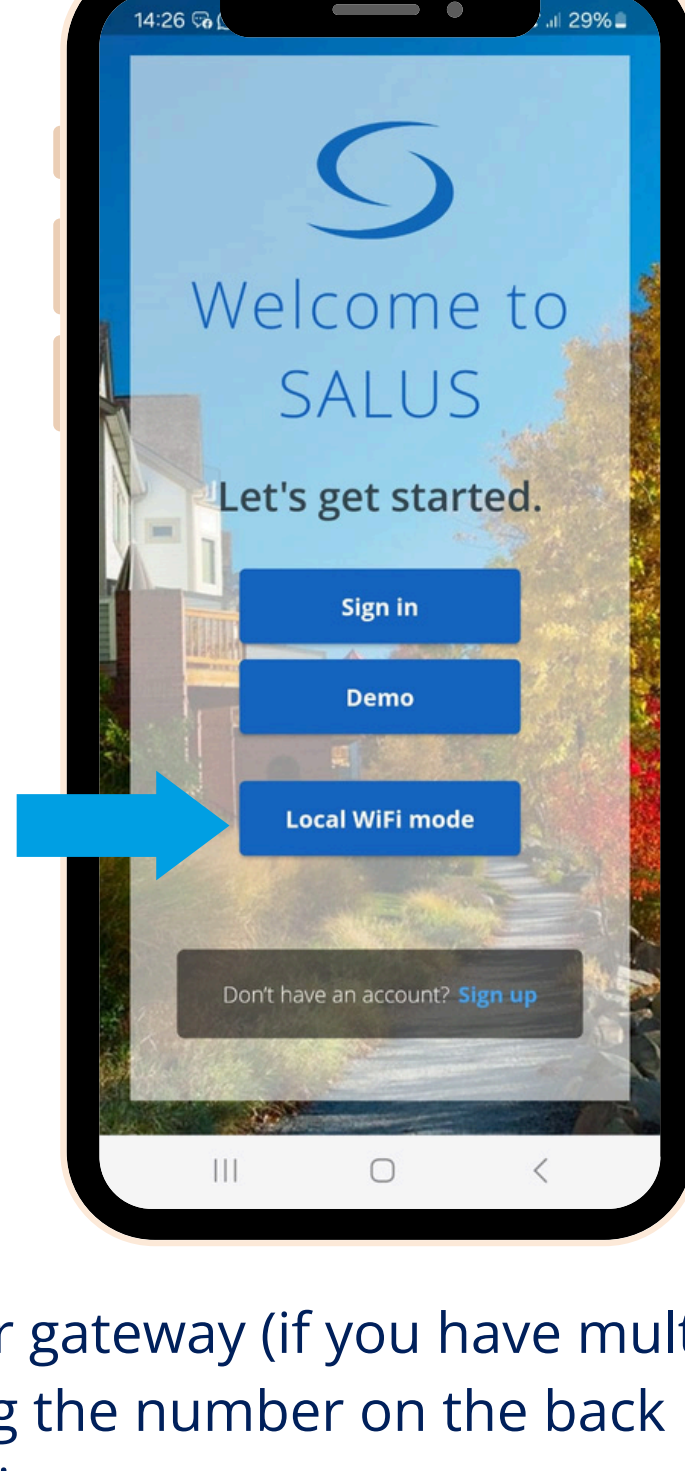 14:26
29%
Welcome to
SALUS
Let's get started.
Sign in
Demo
Local WiFi mode
Don't have an account? Sign up
gateway (if you have
the number on the back